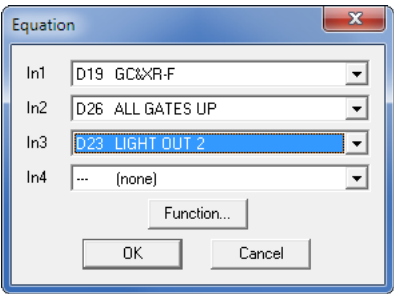 Equation
In1 D19 GC&XR-F
In2 D26 ALL GATES UP
In3 D23 LIGHT OUT 2
In4 --- (none)
Function...
OK Cancel